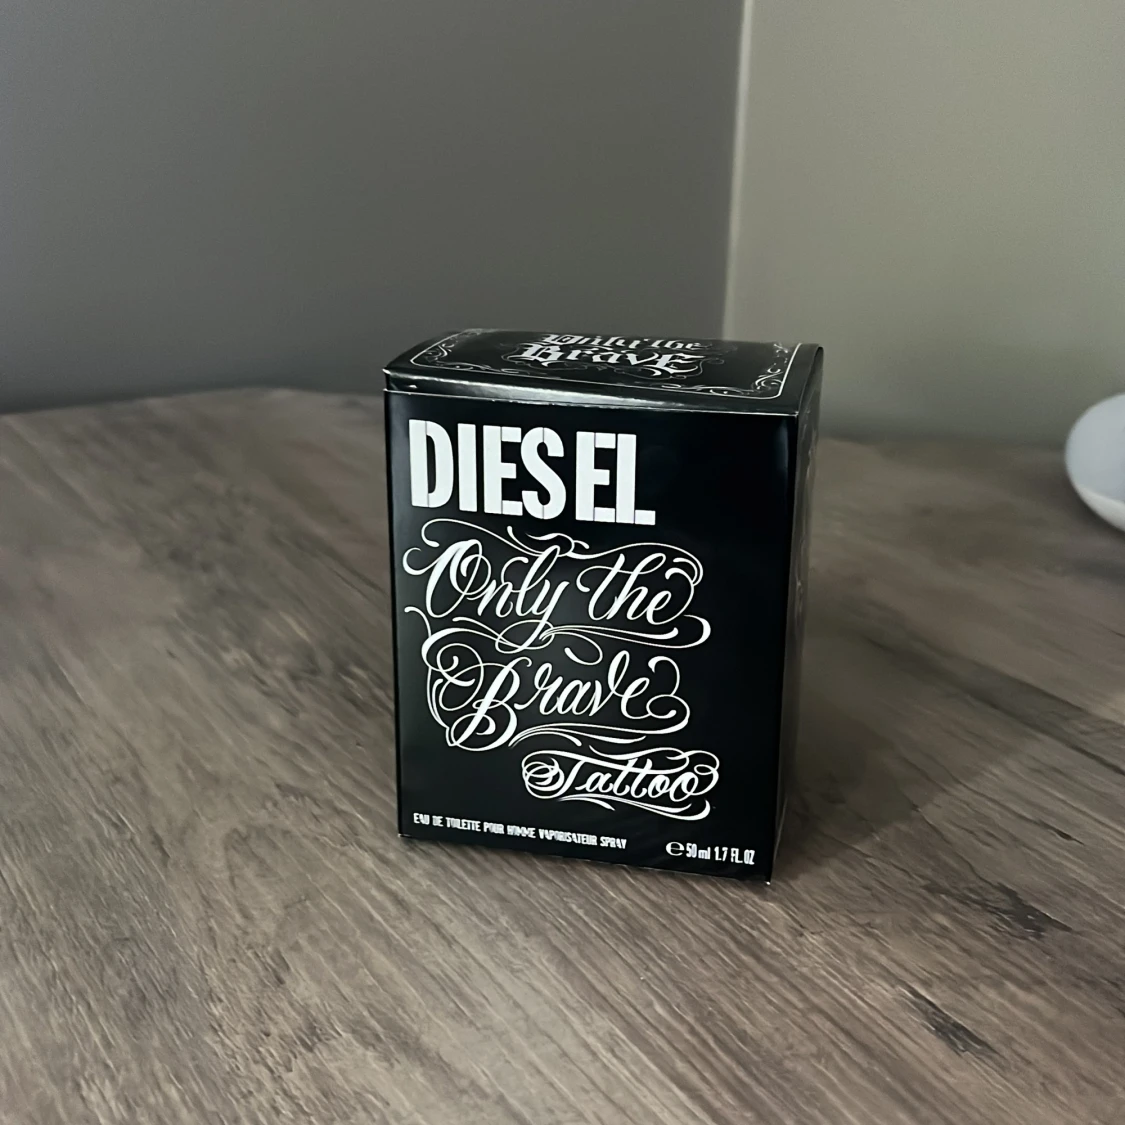 Only the
Brave
DIESEL
Only the
Brave
Tattoo
EAU DE TOILETTE POUR HOMME VAPORISATEUR SPRAY
℮ 50 ml 1.7 FL. OZ